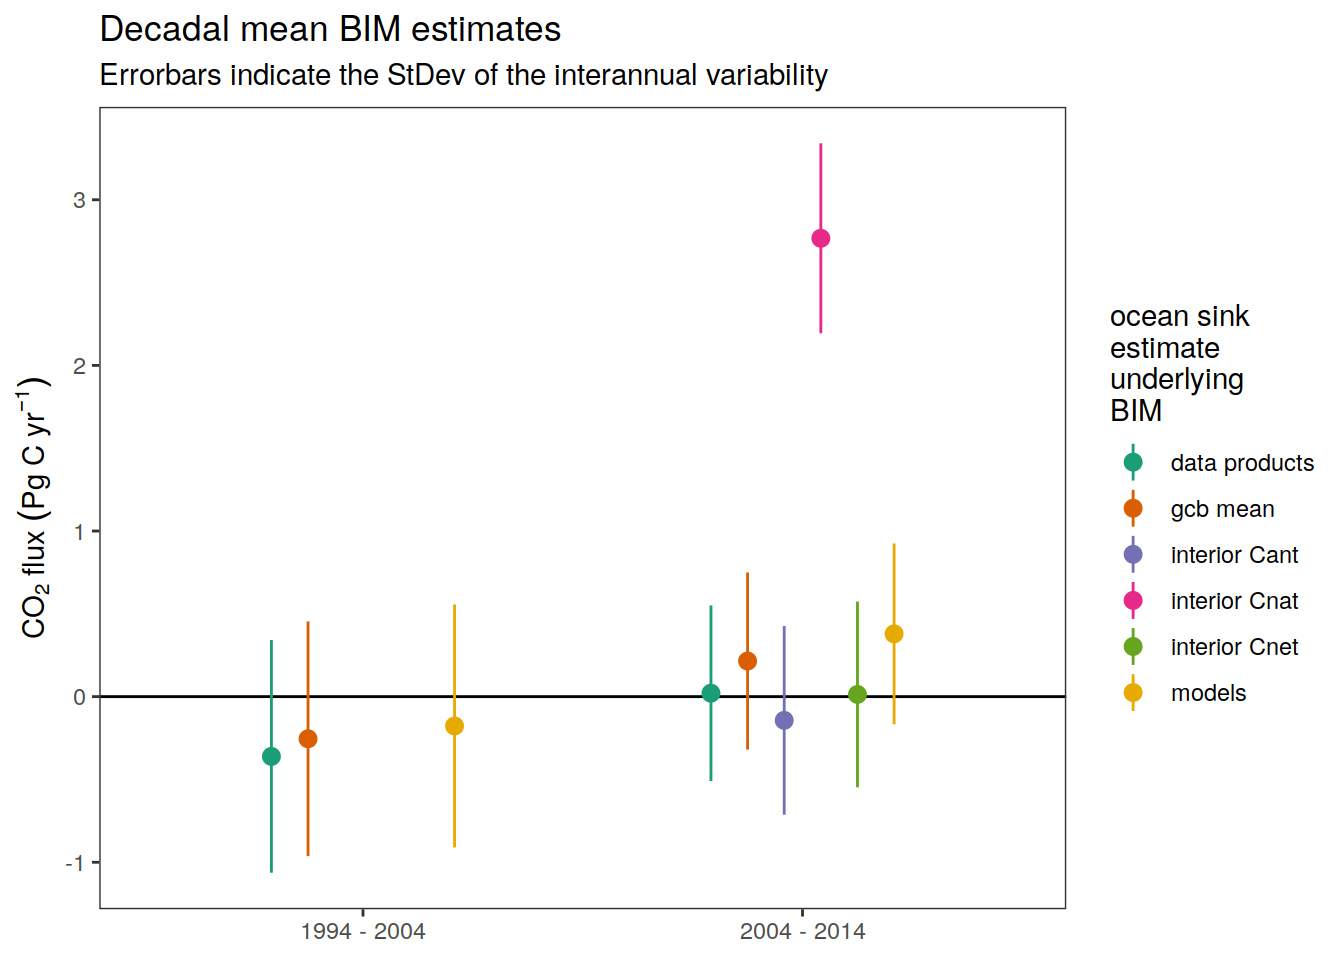 Decadal mean BIM estimates
Errorbars indicate the StDev of the interannual variability
CO₂ flux (Pg C yr⁻¹)
3
2
1
0
-1
1994 - 2004
2004 - 2014
ocean sink
estimate
underlying
BIM
data products
gcb mean
interior Cant
interior Cnat
interior Cnet
models